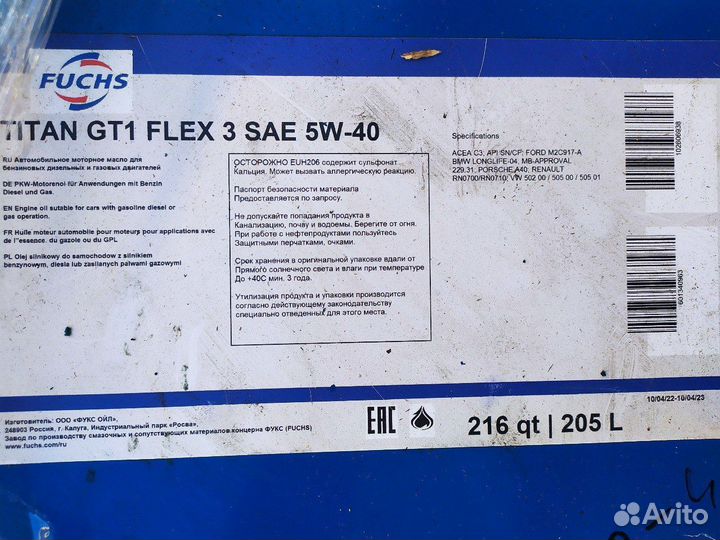 FUCHS
TITAN GT1 FLEX 3 SAE 5W-40
RU Автомобильное моторное масло для
бензиновых дизельных и газовых двигателей
DE PKW-Motorenoi für Anwendungen mit Benzin
Diesel und Gas.
EN Engine oil suitable for cars with gasoline diesel or
gas operation.
FR Huile moteur automobile pour moteurs pour applications avec
de l"essence. du gazole ou du GPL
PL Olej silnikowy do samochodow z silnikiem
benzynowym, diesla lub zasilanych paliwami gazowymi
ОСТОРОЖНО EUH206 содержит сульфонат
Кальция. Может вызвать аллергическую реакцию.
Паспорт безопасности материала
Предоставляется по запросу.
Не допускайте попадания продукта в
Канализацию, почву и водоемы. Берегите от огня.
При работе с нефтепродуктами пользуйтесь
Защитными перчатками, очками.
Срок хранения в оригинальной упаковке вдали от
Прямого солнечного света и влаги при температуре
До +40С мин. 3 года.
Утилизация продукта и упаковки производится
согласно действующему законодательству
специально отведенных для этого места.
Specifications
ACEA C3; API SN/CF; FORD M2C917-A
BMW LONGLIFE-04, MB-APPROVAL
229.31; PORSCHE A40; RENAULT
RN0700/RN0710; VW 502 00 / 505 00 / 505 01
102806938
601340963
10/04/22-10/04/23
Изготовитель: ООО «ФУКС ОЙЛ»,
248903 Россия, г. Калуга, Индустриальный парк «Росва».
Завод по производству смазочных и сопутствующих материалов.концерна ФУКС (FUCHS)
www.fuchs.com/ru
EAC
216 qt | 205 L
Avito